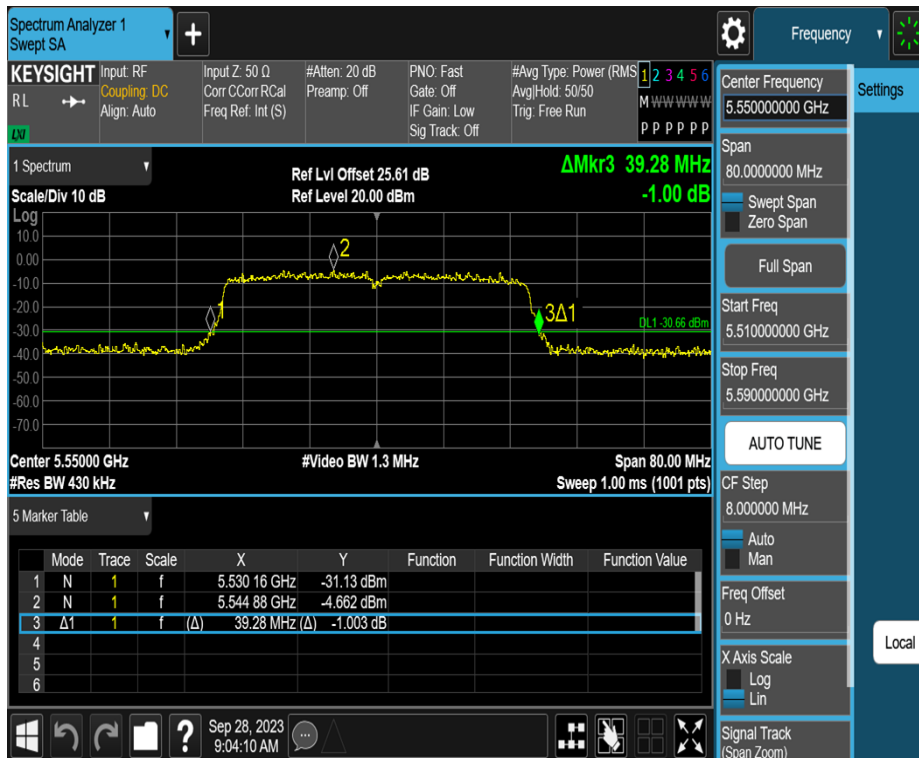 Spectrum Analyzer 1
Swept SA
+
Frequency
KEYSIGHT
Input: RF
Coupling: DC
Align: Auto
Input Z: 50 Ω
Corr CCorr RCal
Freq Ref: Int (S)
#Atten: 20 dB
Preamp: Off
PNO: Fast
Gate: Off
IF Gain: Low
Sig Track: Off
#Avg Type: Power (RMS
Avg|Hold: 50/50
Trig: Free Run
1 2 3 4 5 6
M W W W W W
P P P P P P
R L
LXI
1 Spectrum
Scale/Div 10 dB
Ref Lvl Offset 25.61 dB
Ref Level 20.00 dBm
ΔMkr3 39.28 MHz
-1.00 dB
Log
10.0
0.00
-10.0
-20.0
-30.0
-40.0
-50.0
-60.0
-70.0
2
1
3Δ1
DL1 -30.66 dBm
Center 5.55000 GHz
#Res BW 430 kHz
#Video BW 1.3 MHz
Span 80.00 MHz
Sweep 1.00 ms (1001 pts)
5 Marker Table
Mode Trace Scale X Y Function Function Width Function Value
1 N 1 f 5.530 16 GHz -31.13 dBm
2 N 1 f 5.544 88 GHz -4.662 dBm
3 Δ1 1 f (Δ) 39.28 MHz (Δ) -1.003 dB
4
5
6
?
Sep 28, 2023
9:04:10 AM
Center Frequency
5.550000000 GHz
Settings
Span
80.0000000 MHz
Swept Span
Zero Span
Full Span
Start Freq
5.510000000 GHz
Stop Freq
5.590000000 GHz
AUTO TUNE
CF Step
8.000000 MHz
Auto
Man
Freq Offset
0 Hz
Local
X Axis Scale
Log
Lin
Signal Track
(Span Zoom)